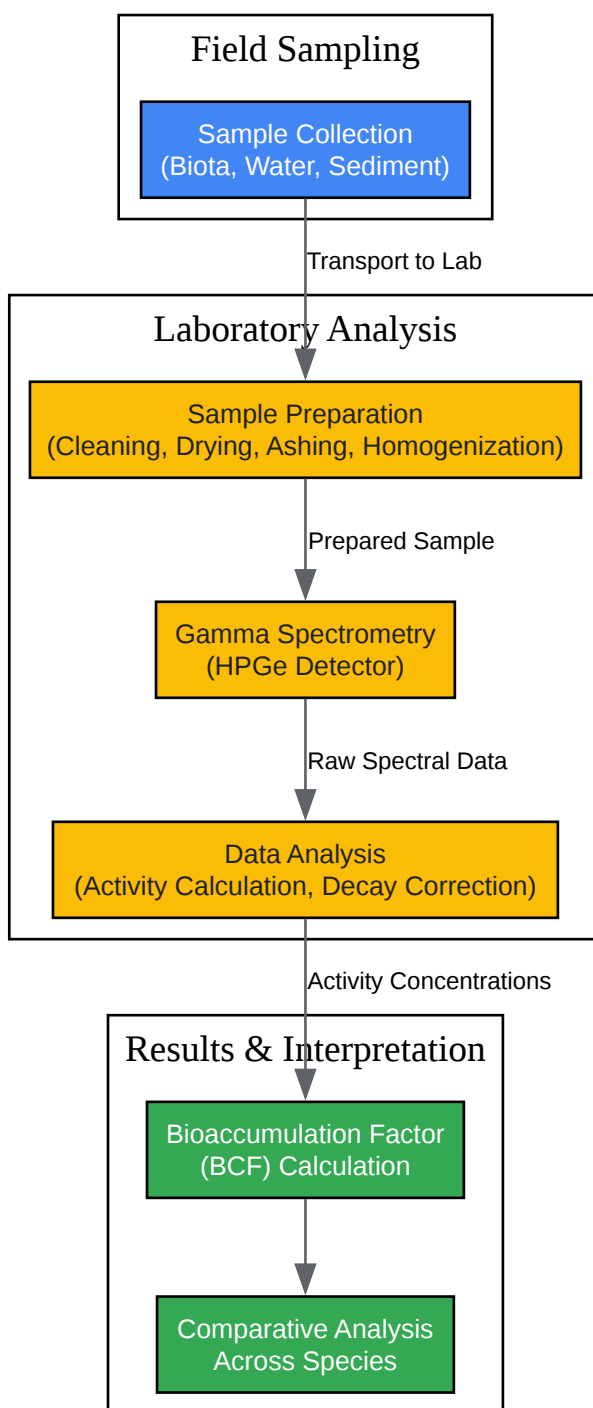 Field Sampling
Sample Collection
(Biota, Water, Sediment)
Transport to Lab
Laboratory Analysis
Sample Preparation
(Cleaning, Drying, Ashing, Homogenization)
Prepared Sample
Gamma Spectrometry
(HPGe Detector)
Raw Spectral Data
Data Analysis
(Activity Calculation, Decay Correction)
Activity Concentrations
Results & Interpretation
Bioaccumulation Factor
(BCF) Calculation
Comparative Analysis
Across Species